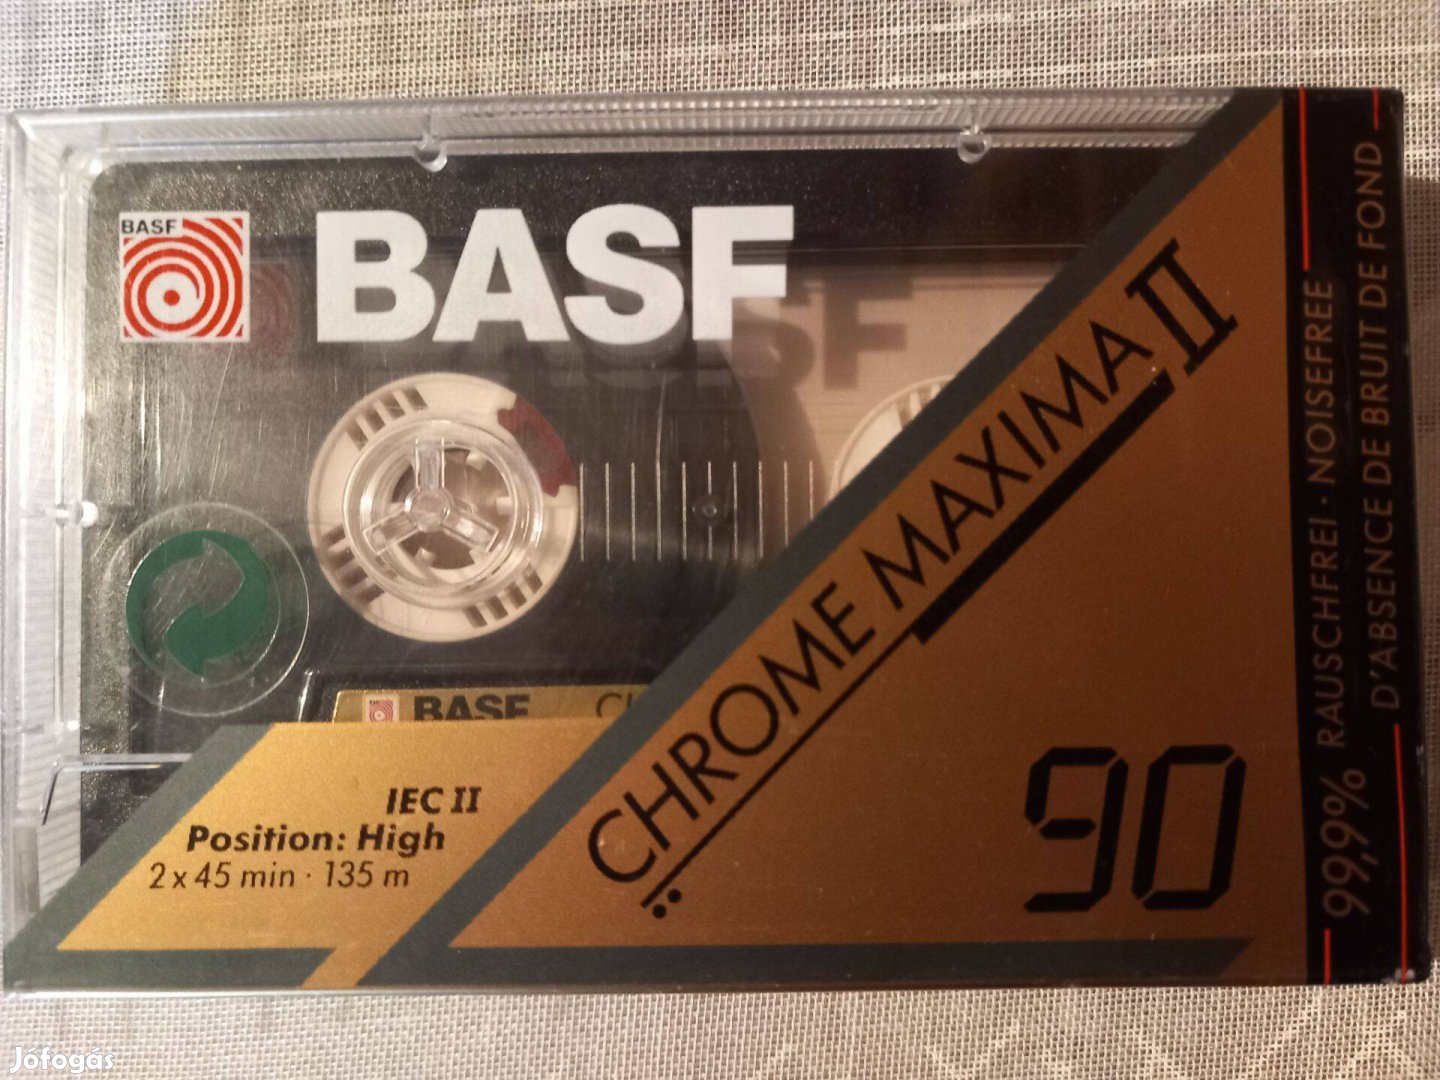 BASF
BASF
CHROME MAXIMA II
90
BASF
IEC II
Position: High
2 x 45 min · 135 m
99,9% RAUSCHFREI · NOISEFREE
D'ABSENCE DE BRUIT DE FOND
Jófogás